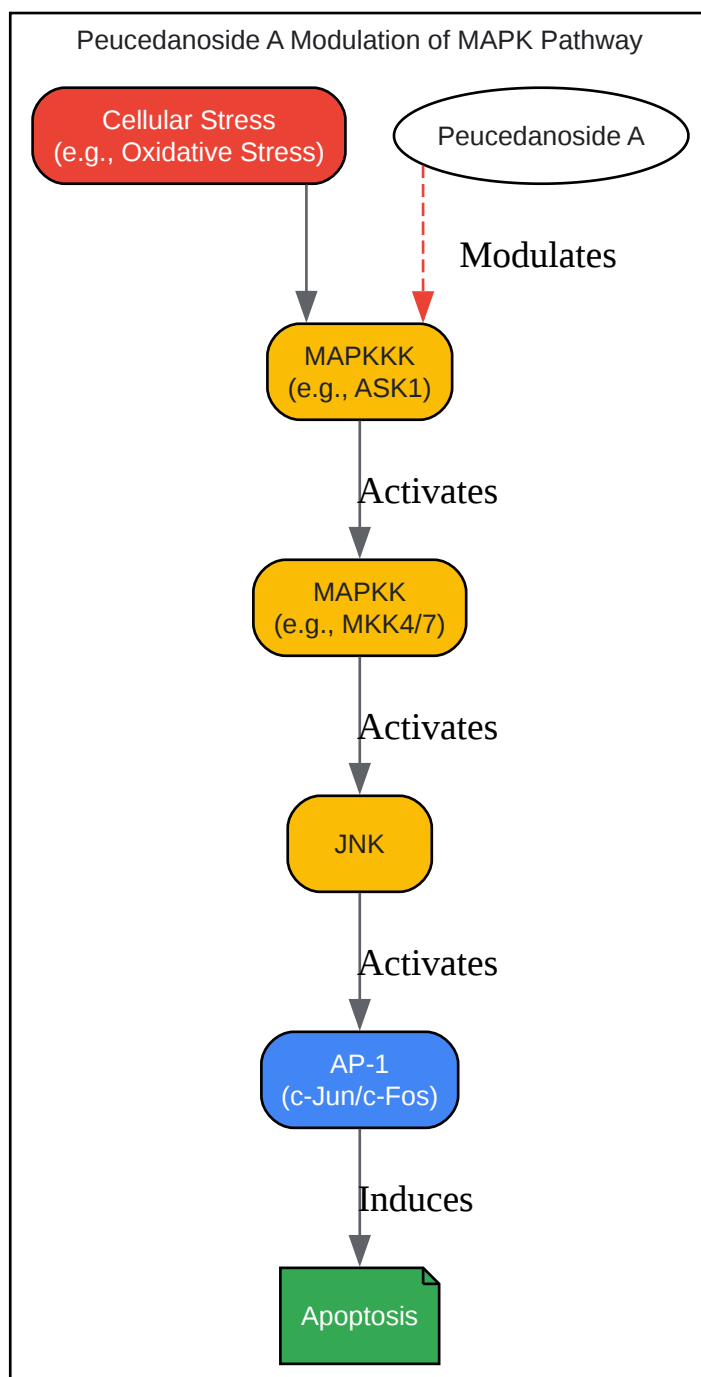 Peucedanoside A Modulation of MAPK Pathway
Cellular Stress
(e.g., Oxidative Stress)
Peucedanoside A
Modulates
MAPKKK
(e.g., ASK1)
Activates
MAPKK
(e.g., MKK4/7)
Activates
JNK
Activates
AP-1
(c-Jun/c-Fos)
Induces
Apoptosis